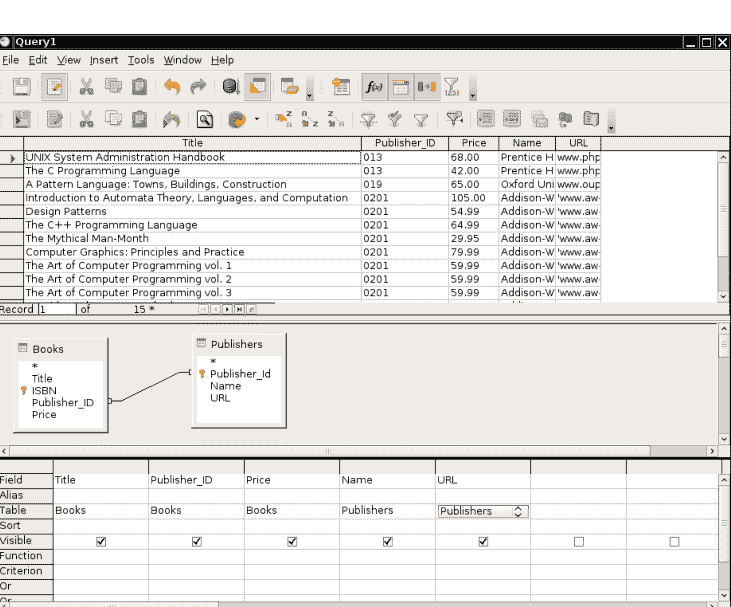 Query1
File Edit View Insert Tools Window Help
Title Publisher_ID Price Name URL
UNIX System Administration Handbook 013 68.00 Prentice H www.php
The C Programming Language 013 42.00 Prentice H www.php
A Pattern Language: Towns, Buildings, Construction 019 65.00 Oxford Uni www.oup
Introduction to Automata Theory, Languages, and Computation 0201 105.00 Addison-W 'www.aw-
Design Patterns 0201 54.99 Addison-W 'www.aw-
The C++ Programming Language 0201 64.99 Addison-W 'www.aw-
The Mythical Man-Month 0201 29.95 Addison-W 'www.aw-
Computer Graphics: Principles and Practice 0201 79.99 Addison-W 'www.aw-
The Art of Computer Programming vol. 1 0201 59.99 Addison-W 'www.aw-
The Art of Computer Programming vol. 2 0201 59.99 Addison-W 'www.aw-
The Art of Computer Programming vol. 3 0201 59.99 Addison-W 'www.aw-
Record 1 of 15 *
Books
*
Title
ISBN
Publisher_ID
Price
Publishers
*
Publisher_Id
Name
URL
Field Title Publisher_ID Price Name URL
Alias
Table Books Books Books Publishers Publishers
Sort
Visible
Function
Criterion
Or
Or